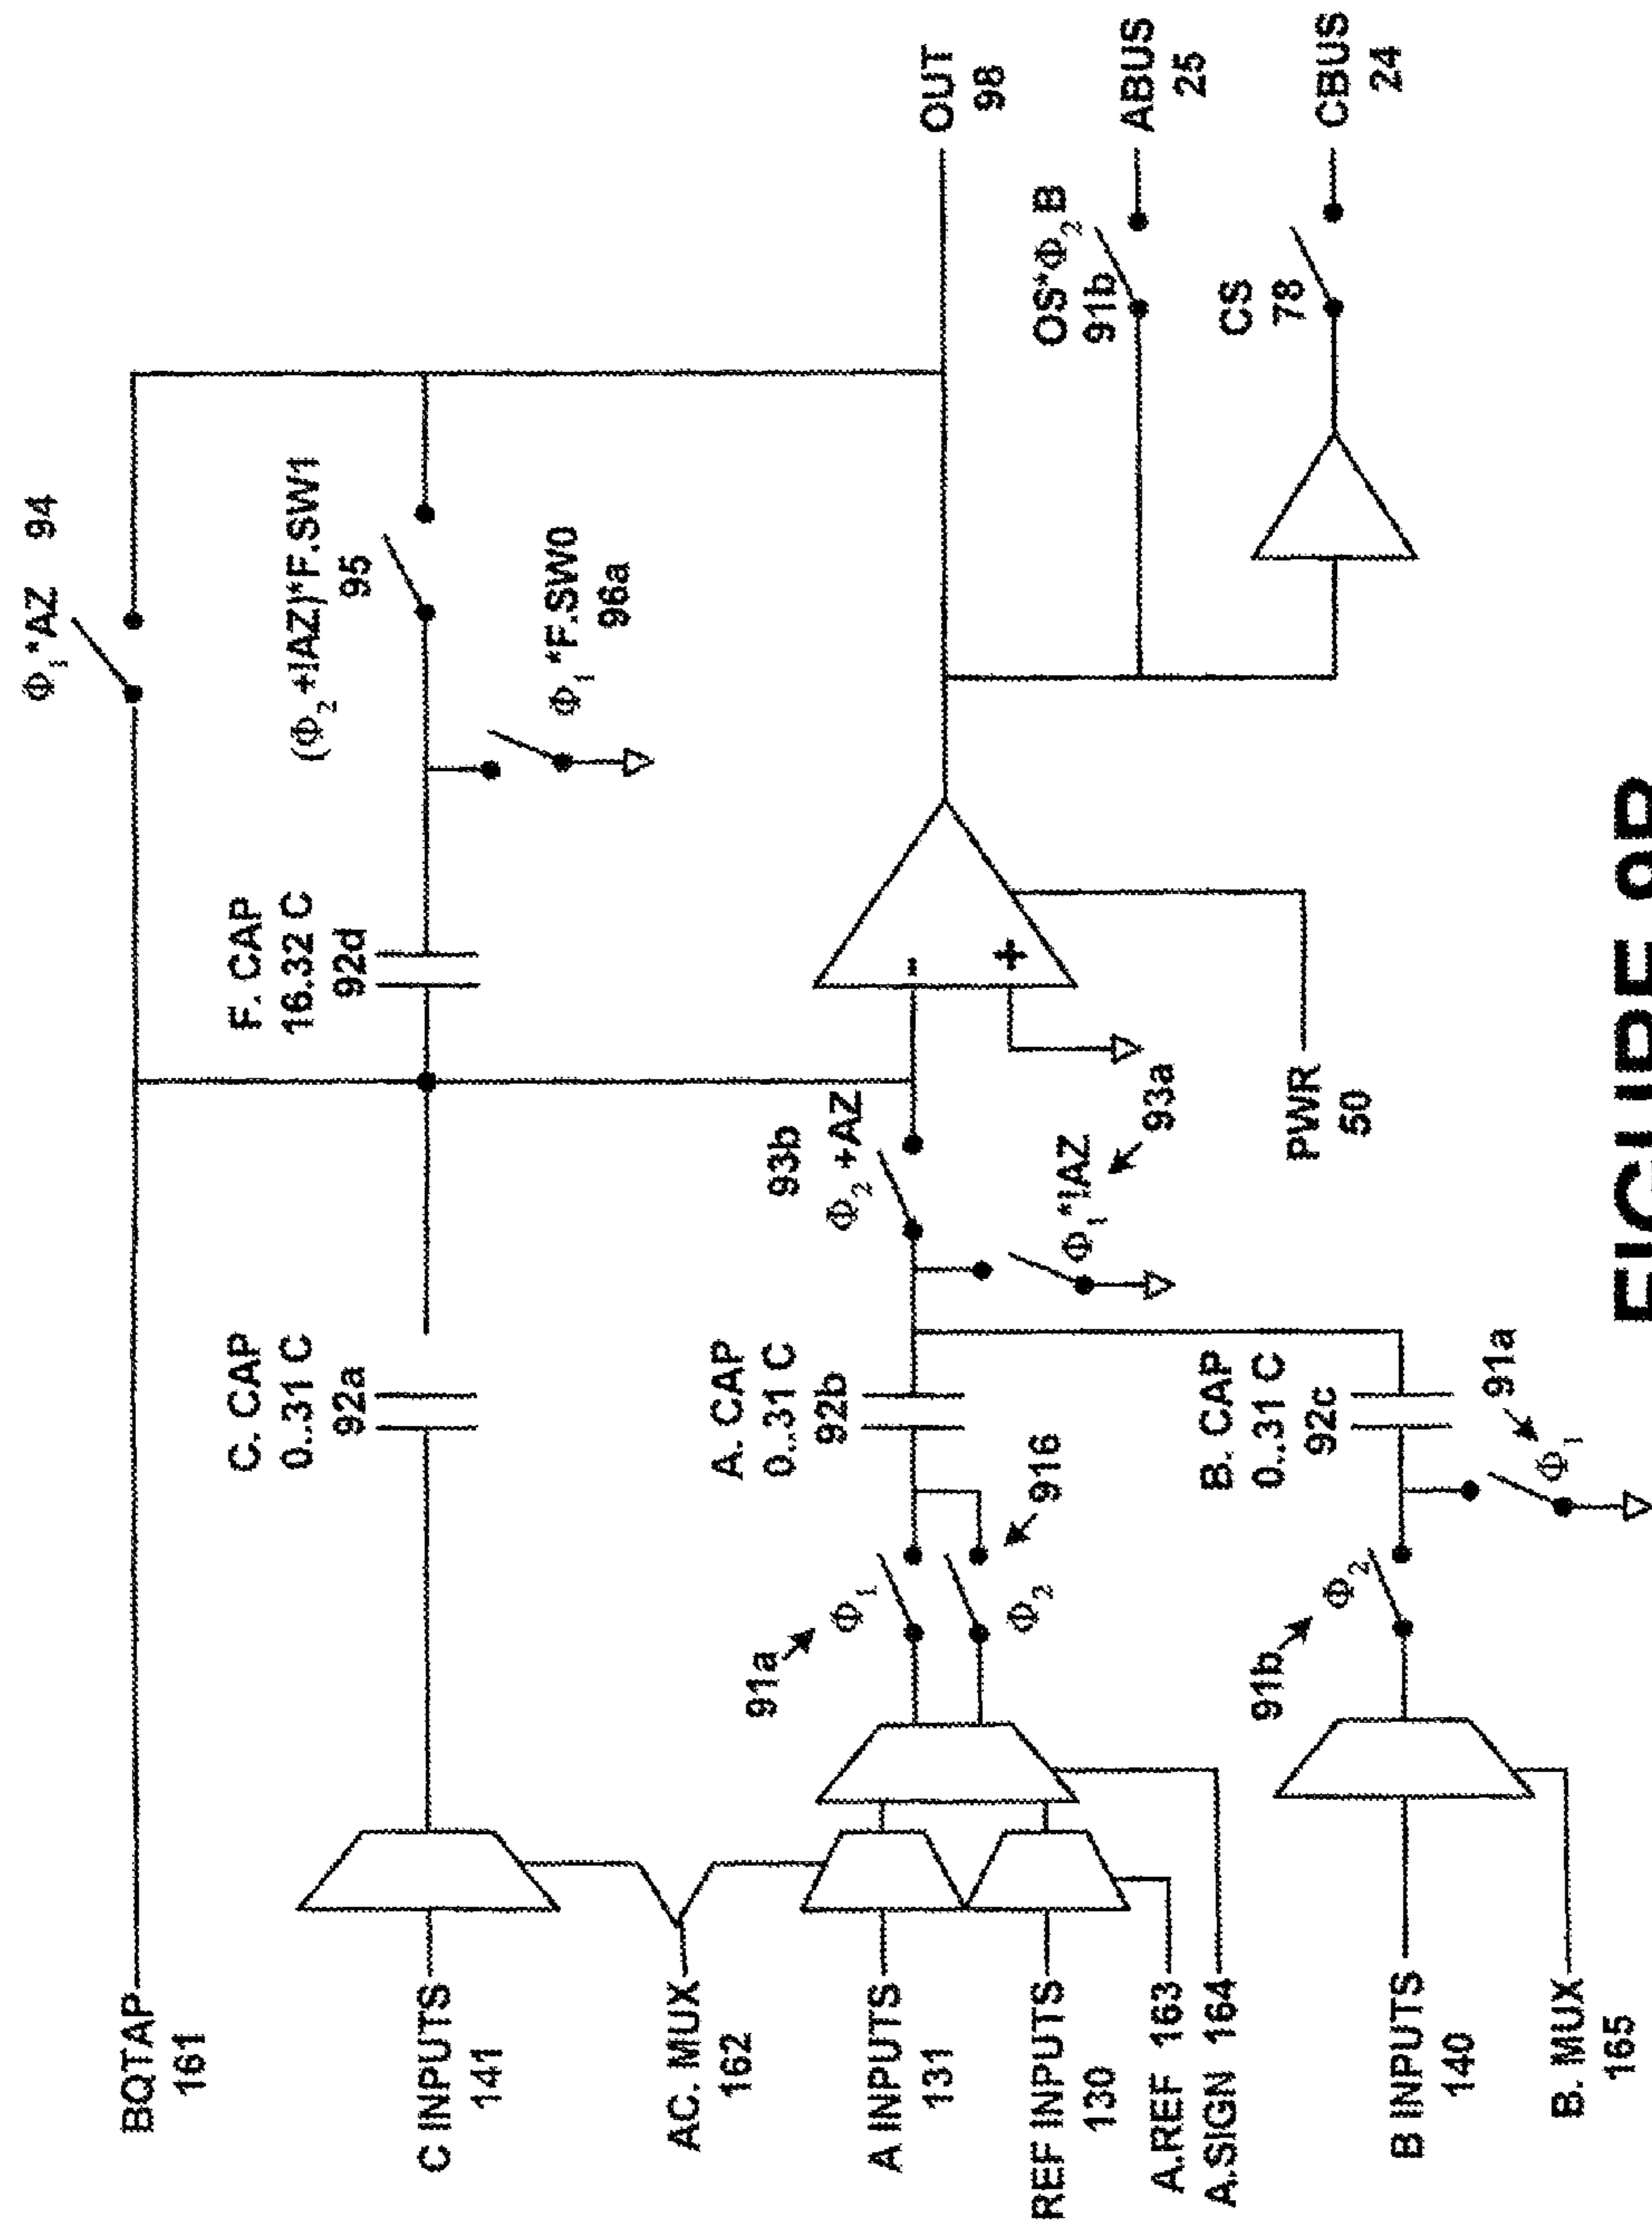 Φ₁*AZ 94
(Φ₂+IAZ)*F.SW1
95
Φ₁*F.SW0
96a
F. CAP
16.32 C
92d
C. CAP
0..31 C
92a
BQTAP
161
C INPUTS
141
AC. MUX
162
A INPUTS
131
REF INPUTS
130
A.REF 163
A.SIGN 164
B INPUTS
140
B. MUX
165
91a
Φ₁
Φ₂
916
A. CAP
0..31 C
92b
93b
Φ₂+AZ
Φ₁*IAZ
93a
-
+
PWR
50
91b
Φ₂
B. CAP
0..31 C
92c
91a
Φ₁
OUT
98
OS*Φ₂B
91b
ABUS
25
CS
78
CBUS
24